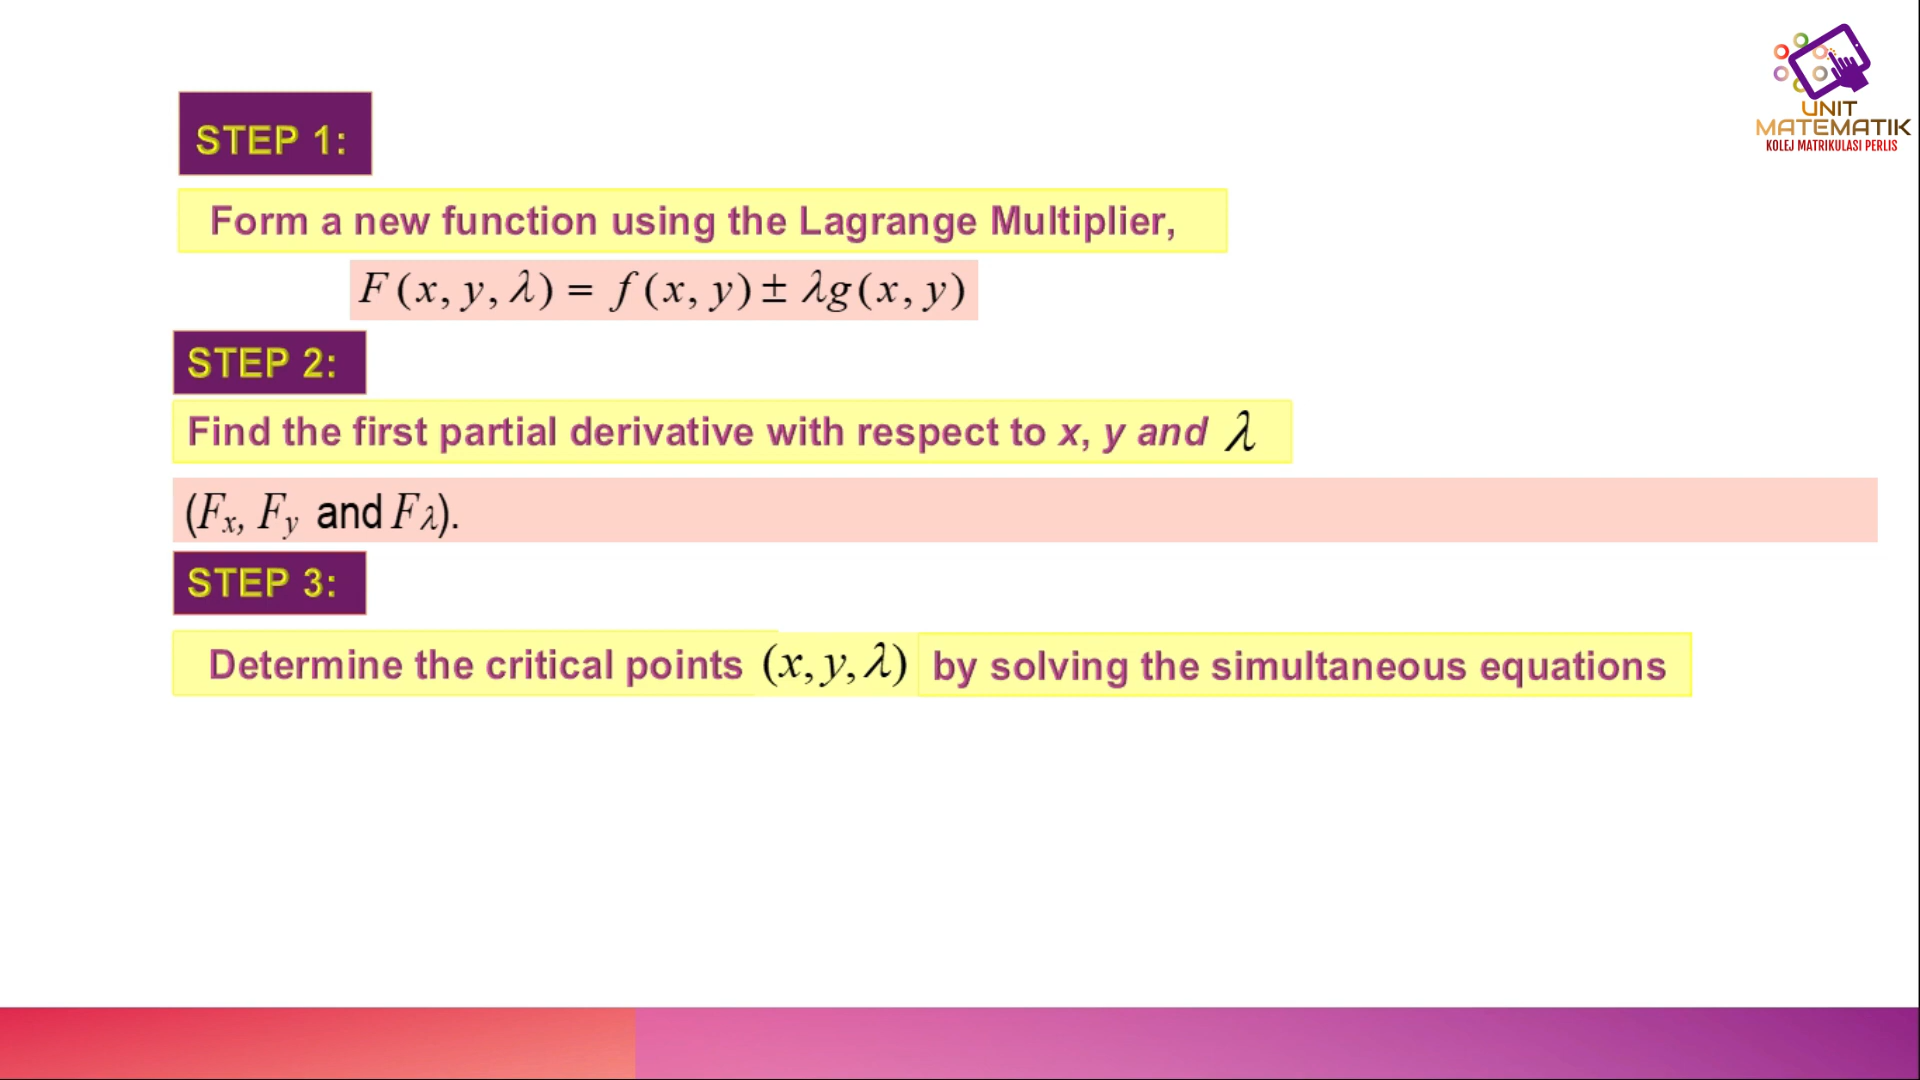 UNIT
MATEMATIK
KOLEJ MATRIKULASI PERLIS
STEP 1:
Form a new function using the Lagrange Multiplier,
F(x, y, λ) = f(x, y) ± λg(x, y)
STEP 2:
Find the first partial derivative with respect to x, y and λ
(Fx, Fy and Fλ).
STEP 3:
Determine the critical points (x, y, λ) by solving the simultaneous equations